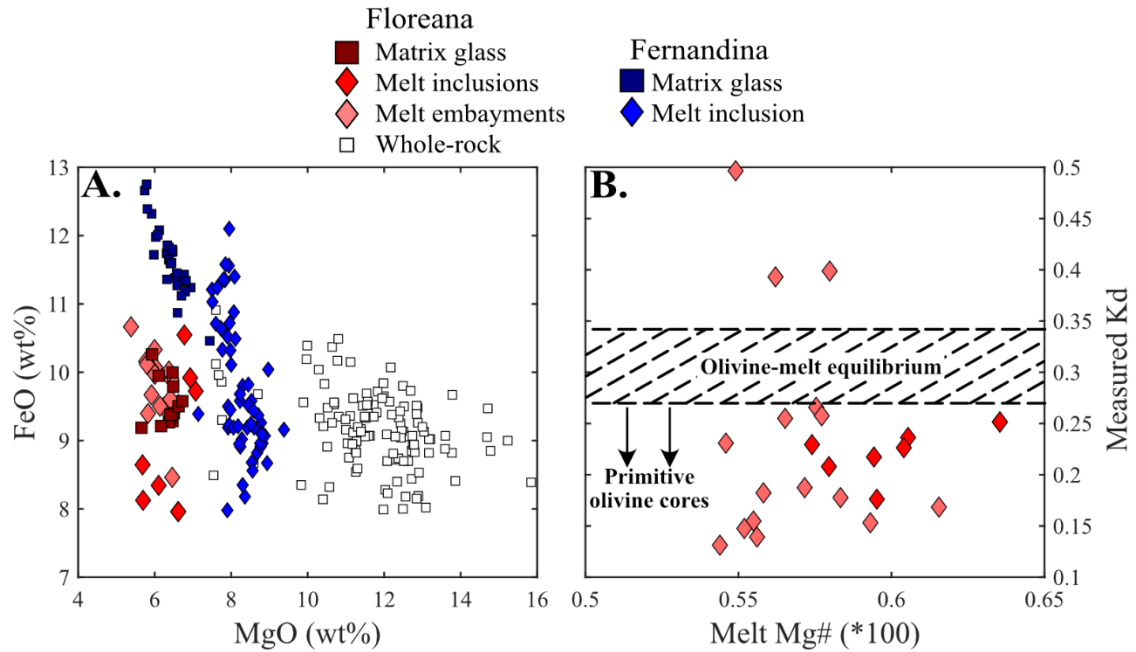 Floreana
Matrix glass
Melt inclusions
Melt embayments
Whole-rock
Fernandina
Matrix glass
Melt inclusion
A.
13
12
11
10
9
8
7
FeO (wt%)
4
6
8
10
12
14
16
MgO (wt%)
B.
Olivine-melt equilibrium
Primitive
olivine cores
0.5
0.45
0.4
0.35
0.3
0.25
0.2
0.15
0.1
Measured Kd
0.5
0.55
0.6
0.65
Melt Mg# (*100)